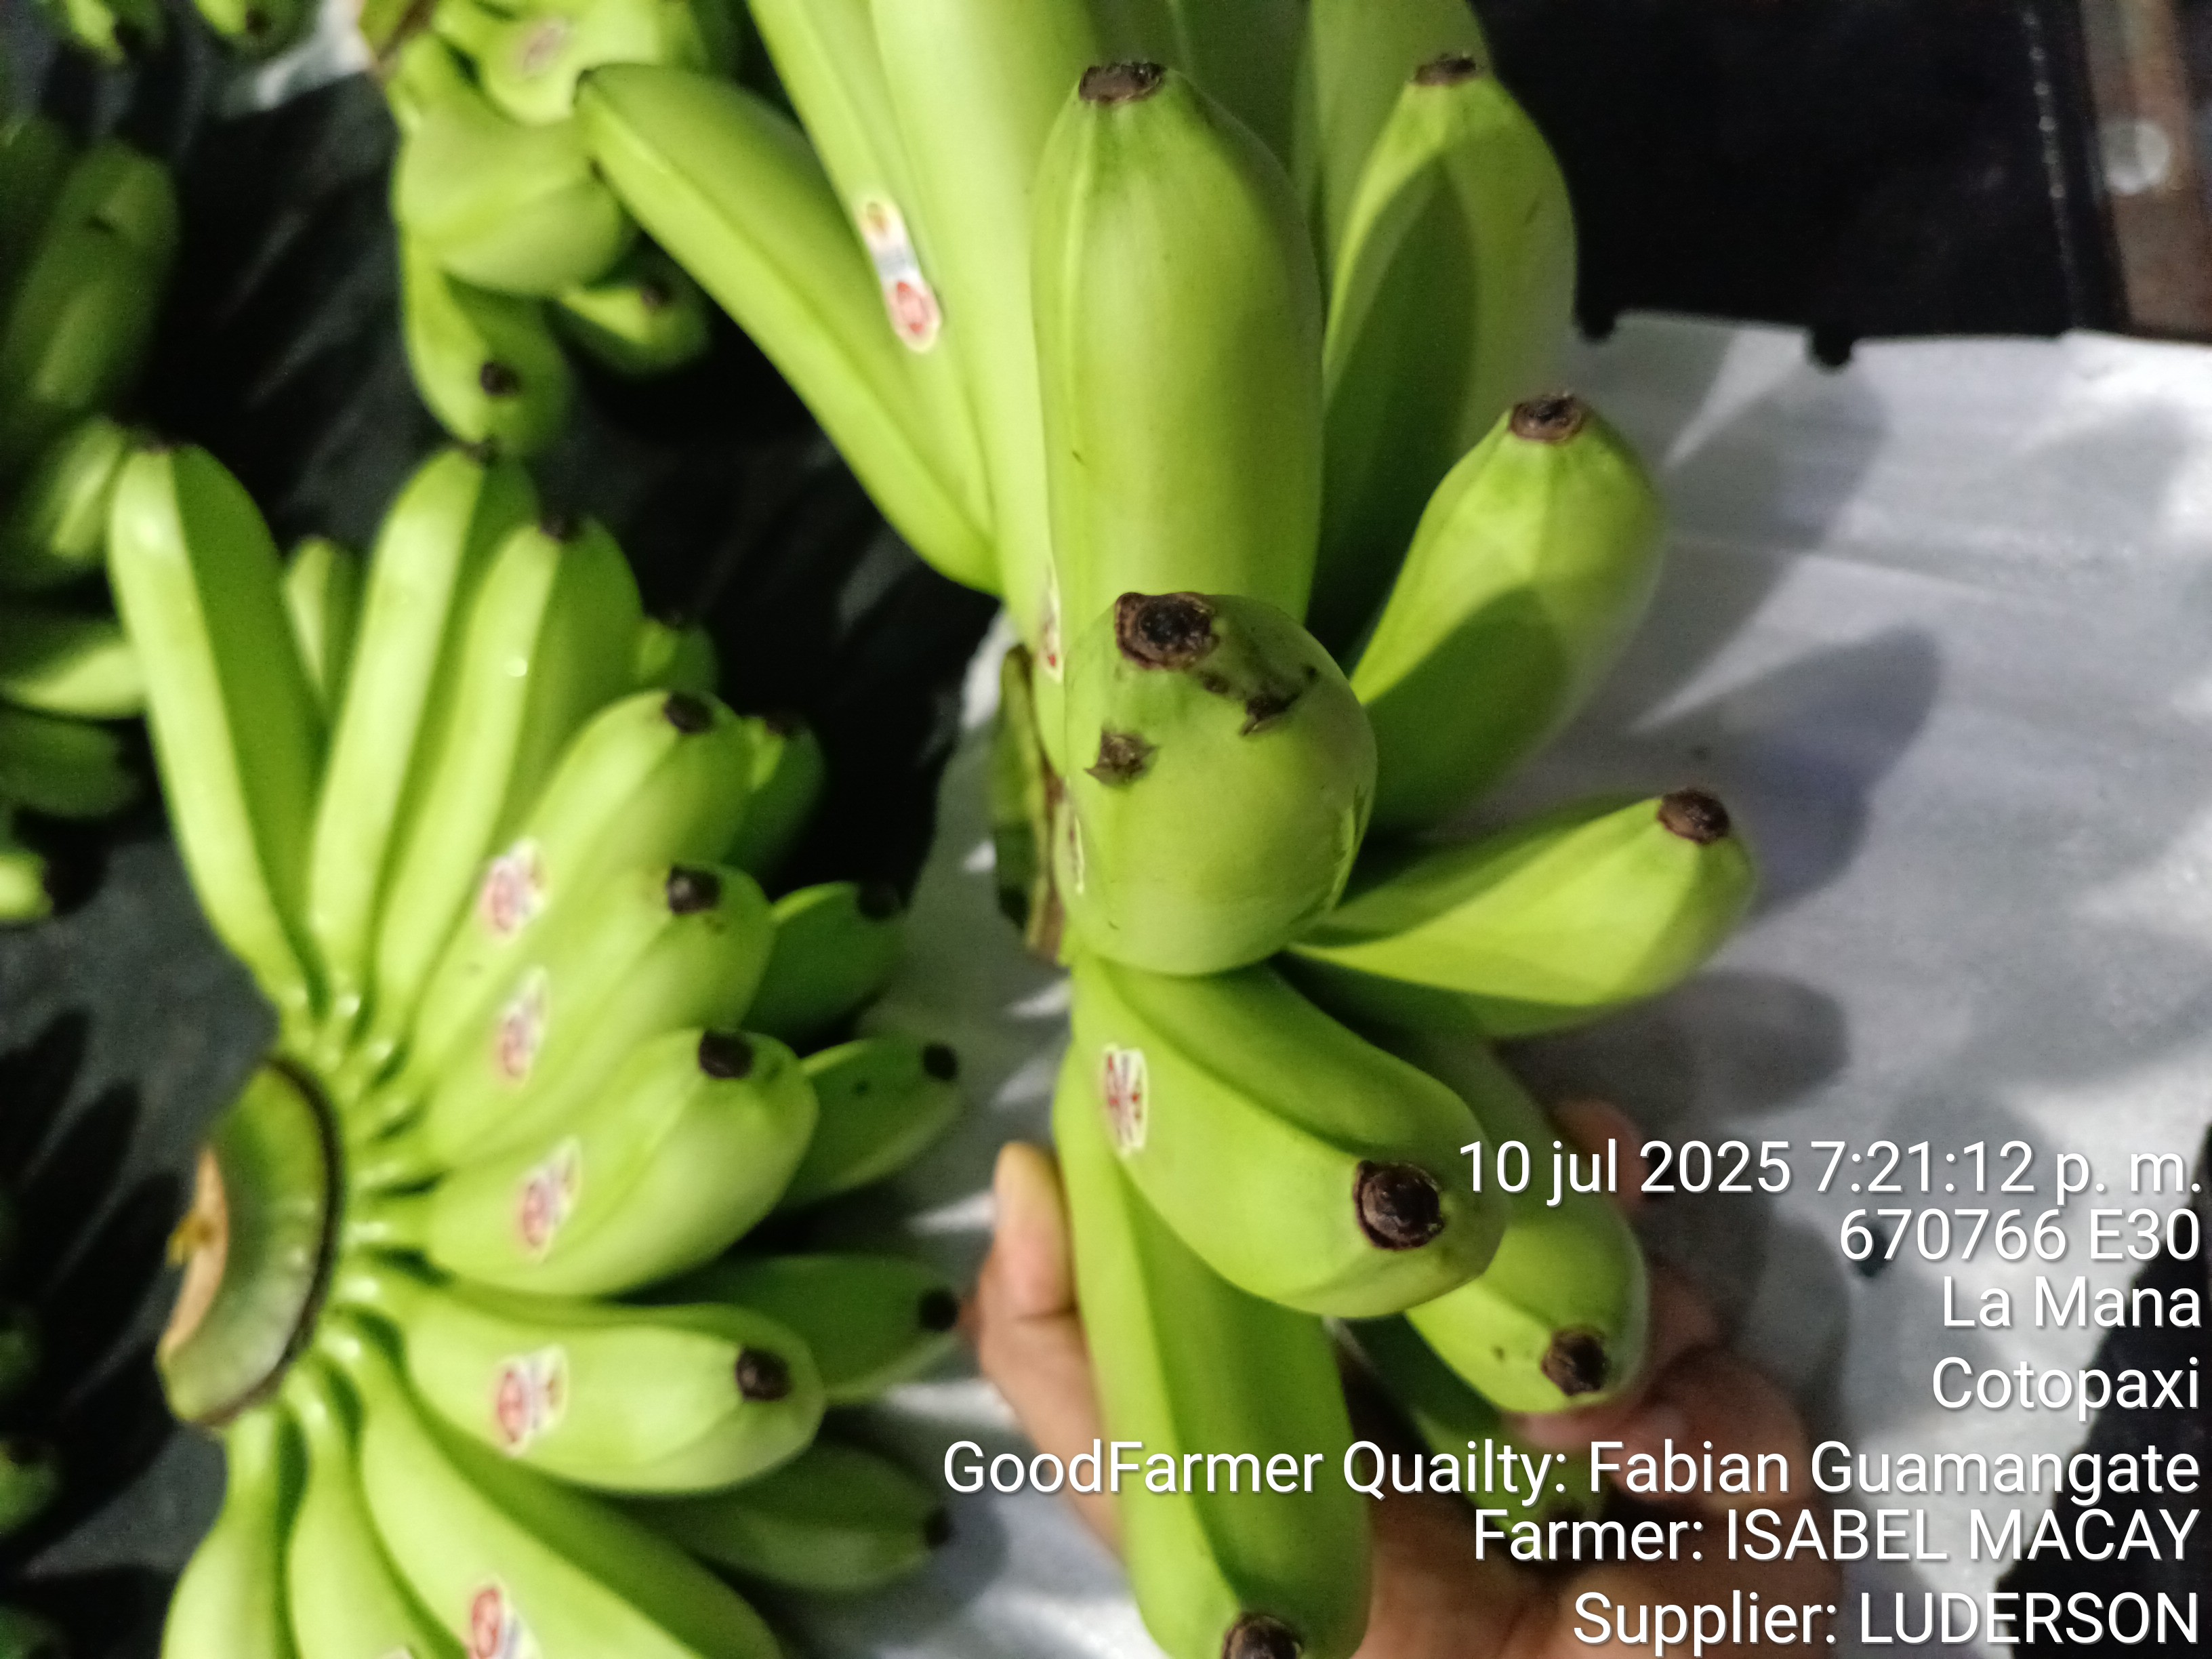 10 jul 2025 7:21:12 p. m.
670766 E30
La Mana
Cotopaxi
GoodFarmer Quailty: Fabian Guamangate
Farmer: ISABEL MACAY
Supplier: LUDERSON